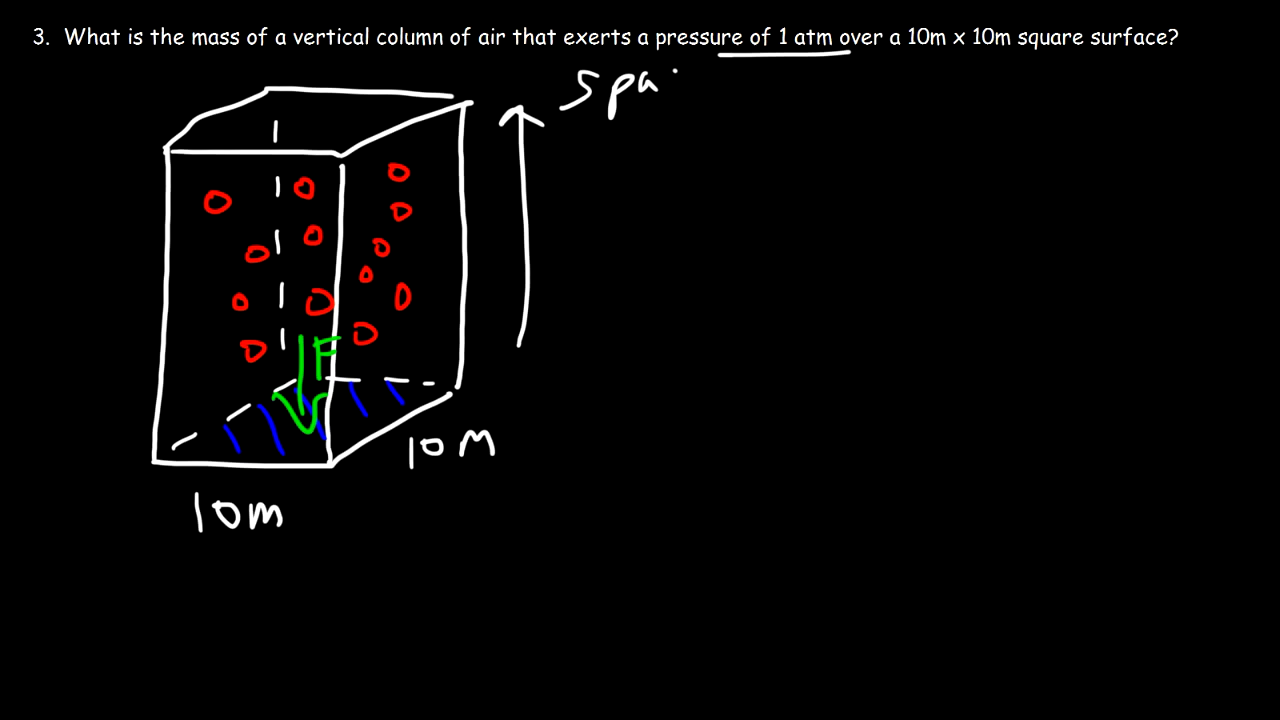 3. What is the mass of a vertical column of air that exerts a pressure of 1 atm over a 10m x 10m square surface?
spa
F
10m
10m